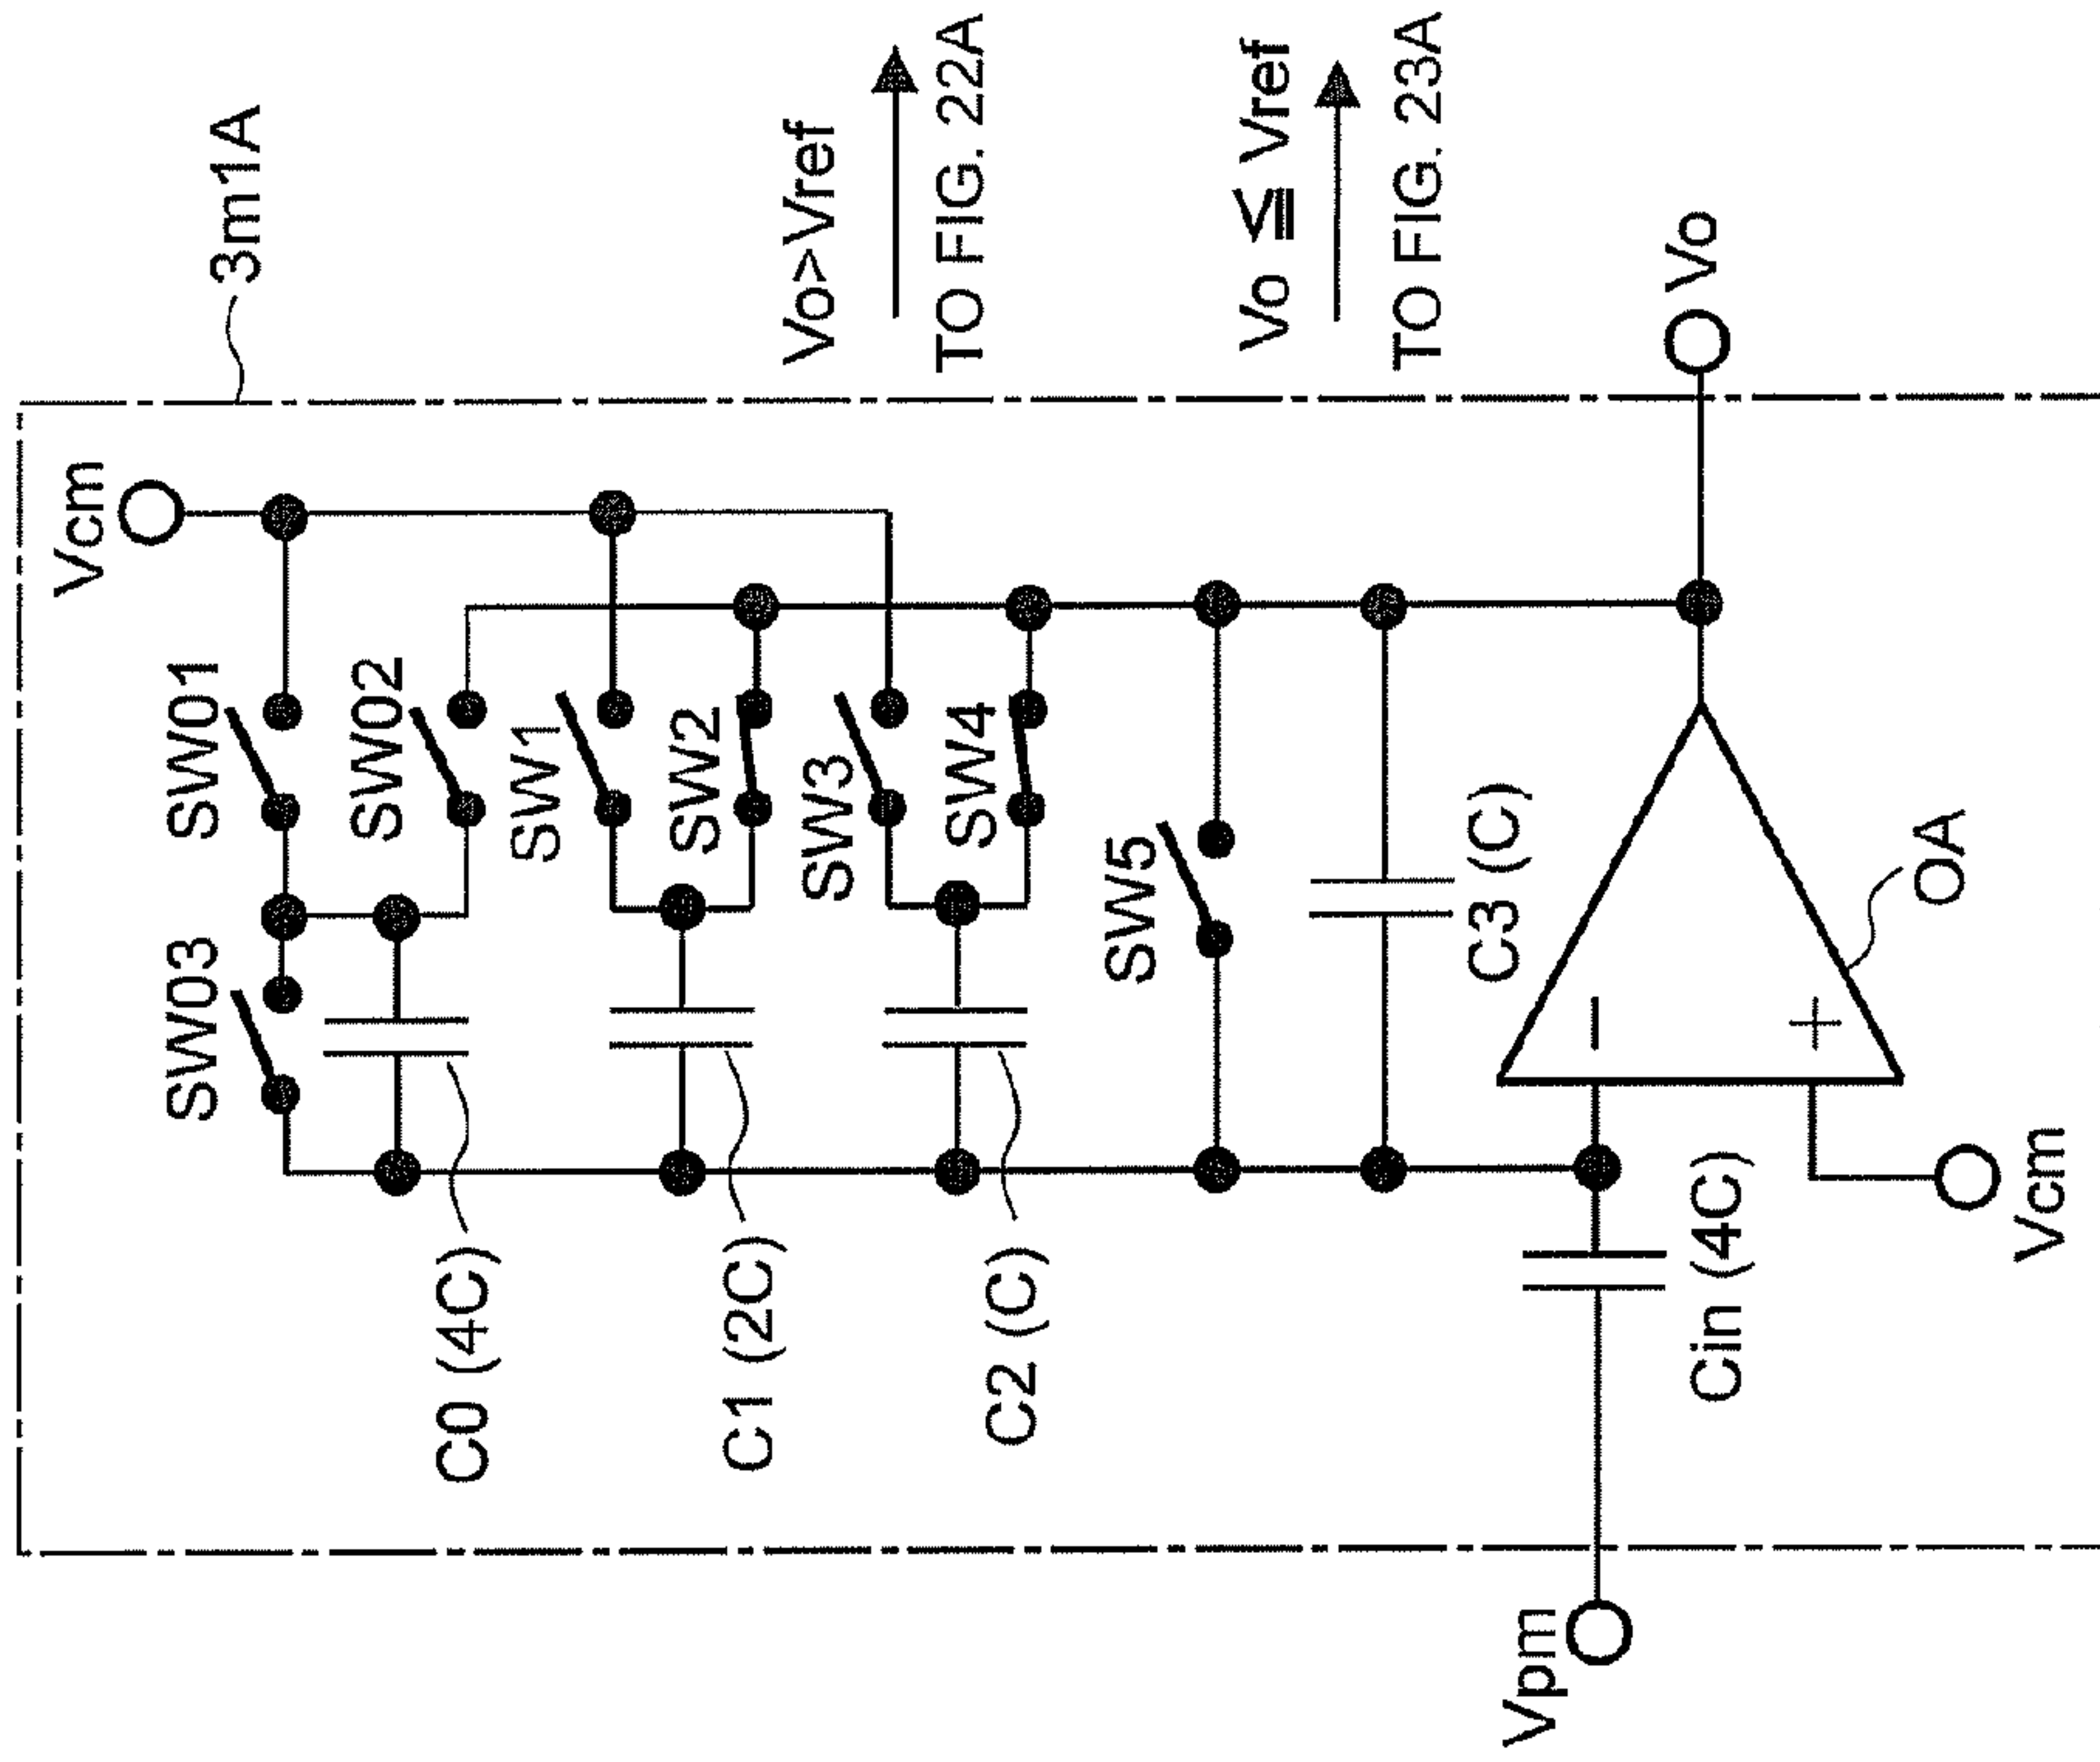 3m1A
Vcm
SW03
SW01
SW02
C0 (4C)
SW1
Vo>Vref
TO FIG. 22A
SW2
C1 (2C)
SW3
SW4
C2 (C)
Vo ≦ Vref
TO FIG. 23A
SW5
C3 (C)
Vpm
Cin (4C)
−
+
Vo
OA
Vcm